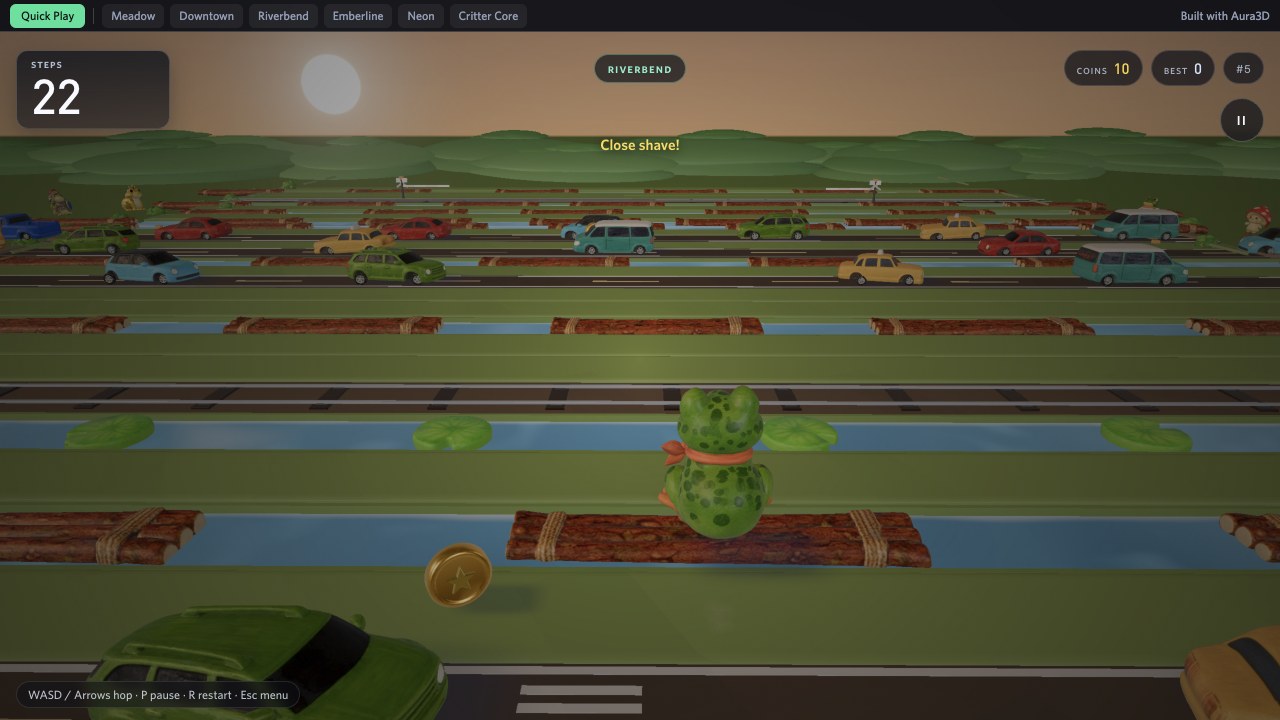 Quick Play Meadow Downtown Riverbend Emberline Neon Critter Core Built with Aura3D
STEPS
22
RIVERBEND
COINS 10 BEST 0 #5
Close shave!
WASD / Arrows hop · P pause · R restart · Esc menu